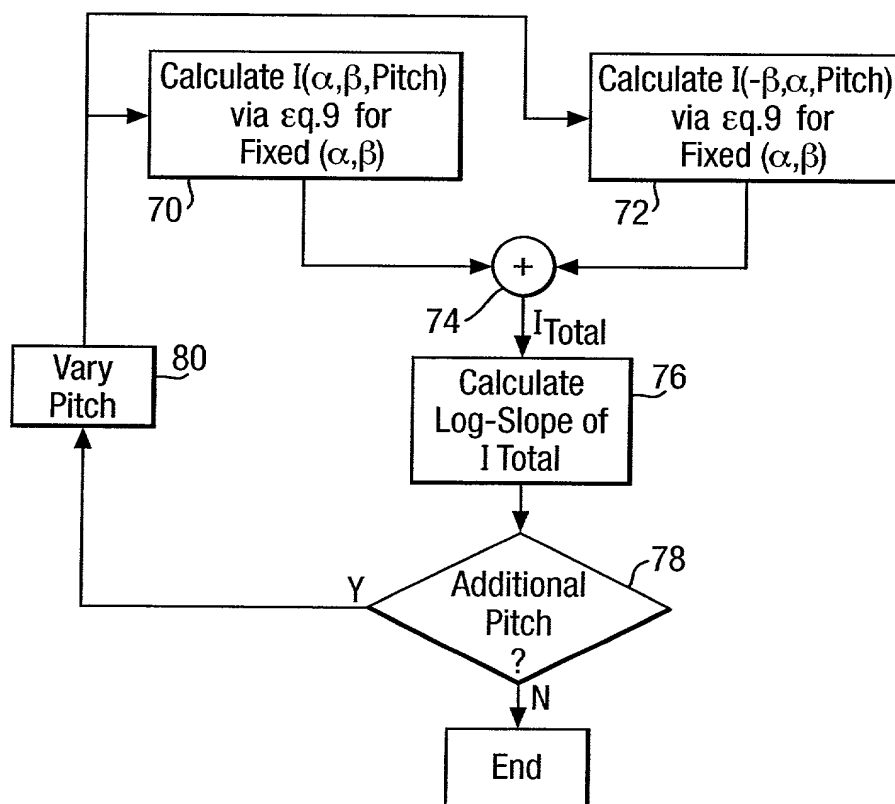 Calculate I(α,β,Pitch)
via εq.9 for
Fixed (α,β)
70
Calculate I(-β,α,Pitch)
via εq.9 for
Fixed (α,β)
72
+
74
I Total
Vary
Pitch
80
Calculate
Log-Slope of
I Total
76
Additional
Pitch
?
78
Y
N
End